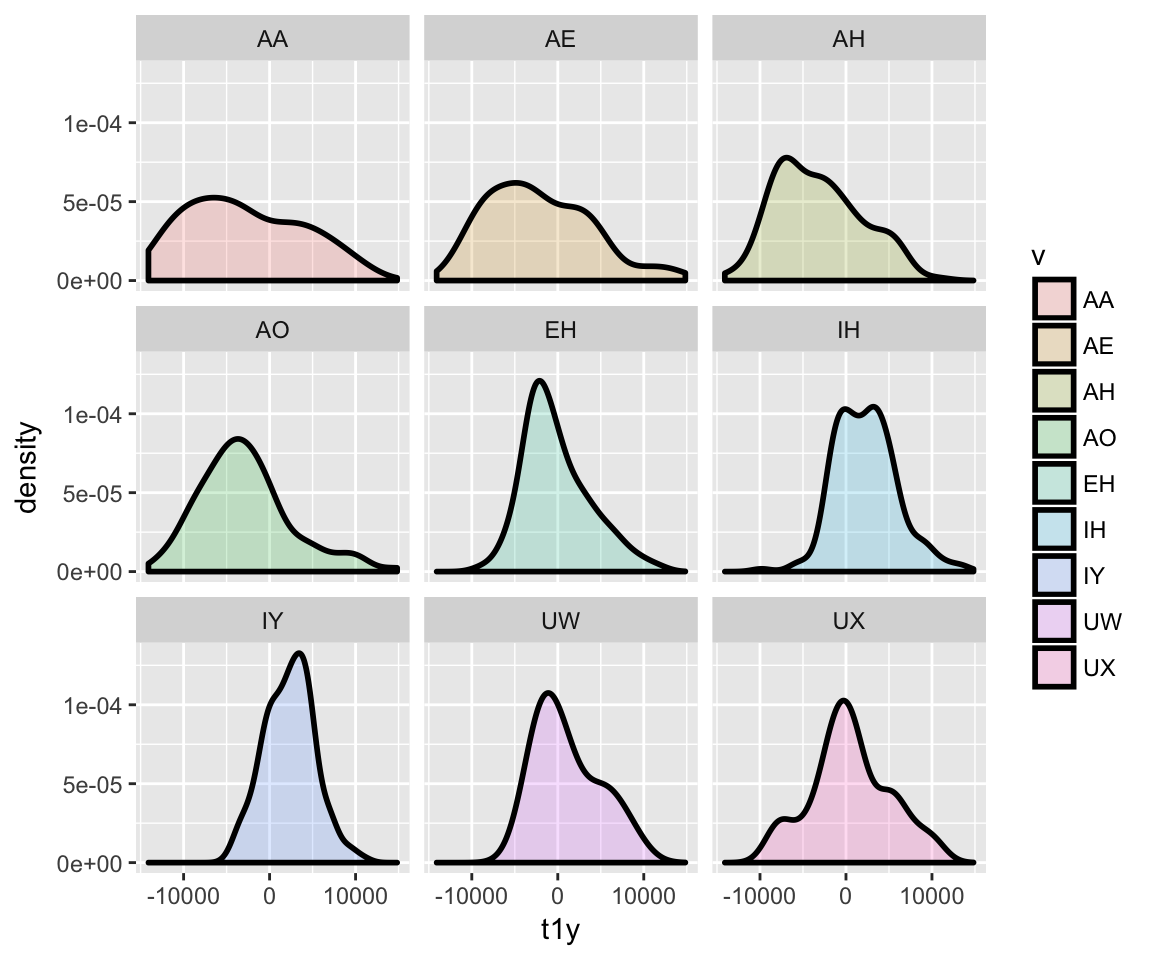 AA AE AH
1e-04
5e-05
0e+00
AO EH IH
1e-04
5e-05
0e+00
IY UW UX
1e-04
5e-05
0e+00
-10000 0 10000 -10000 0 10000 -10000 0 10000
t1y
density
v
AA
AE
AH
AO
EH
IH
IY
UW
UX